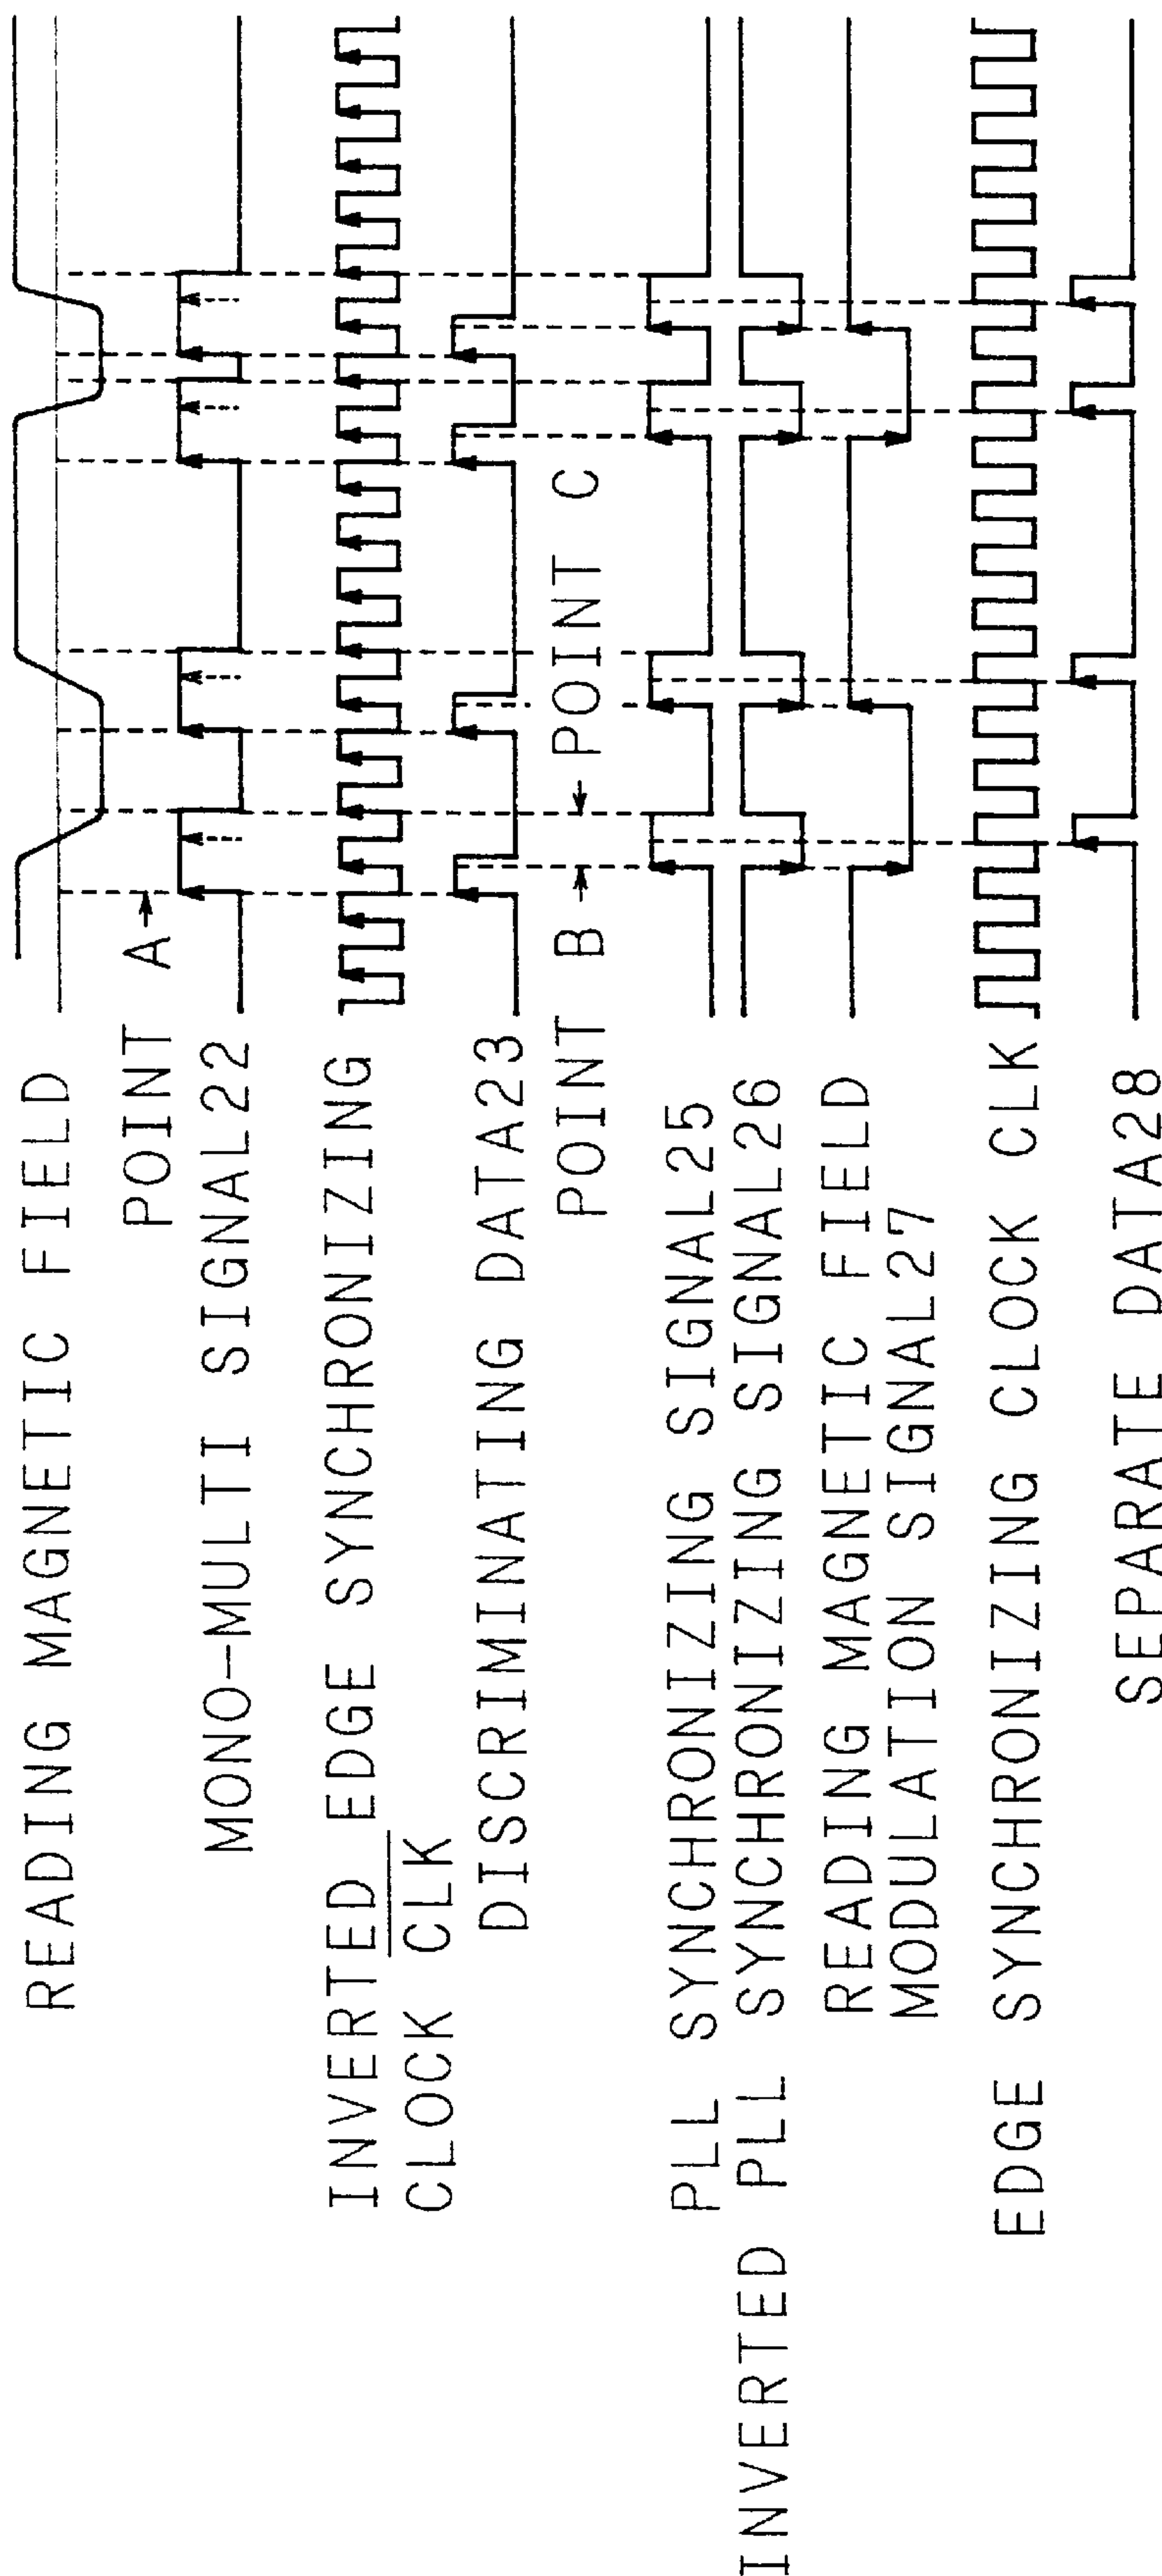 READING MAGNETIC FIELD
POINT A
MONO-MULTI SIGNAL22
INVERTED EDGE SYNCHRONIZING
CLOCK CLK
DISCRIMINATING DATA23
POINT B
POINT C
PLL SYNCHRONIZING SIGNAL25
INVERTED PLL SYNCHRONIZING SIGNAL26
READING MAGNETIC FIELD
MODULATION SIGNAL27
EDGE SYNCHRONIZING CLOCK CLK
SEPARATE DATA28